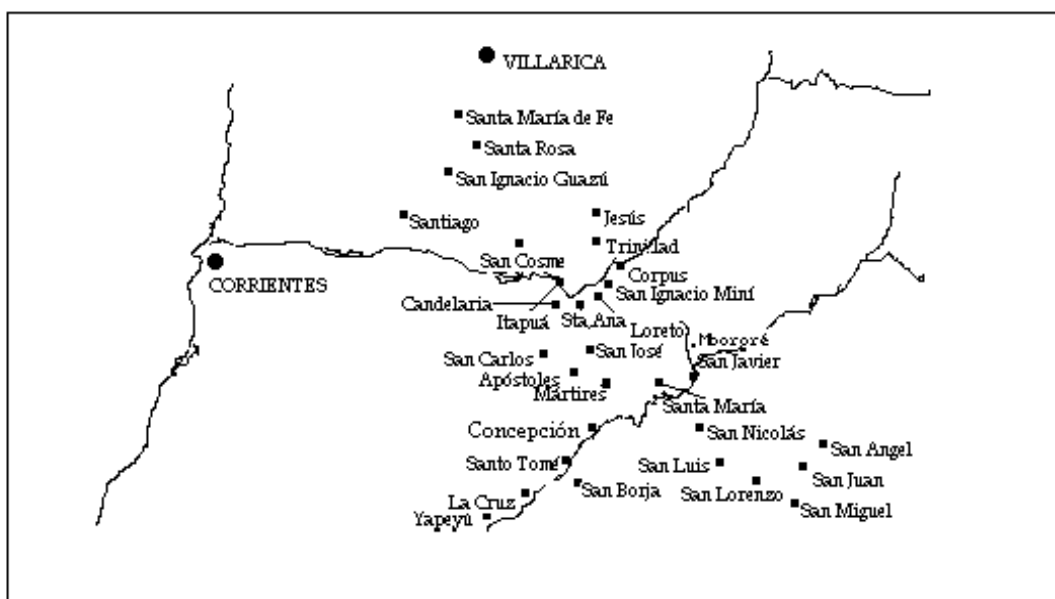 VILLARICA
Santa María de Fe
Santa Rosa
San Ignacio Guazú
Santiago
Jesús
Trinidad
San Cosme
Corpus
CORRIENTES
San Ignacio Miní
Candelaria
Itapuá
Sta Ana
Loreto
Mbororé
San José
San Carlos
San Javier
Apóstoles
Mártires
Santa María
Concepción
San Nicolás
San Angel
Santo Tomé
San Luis
San Juan
San Borja
San Lorenzo
La Cruz
San Miguel
Yapeyú